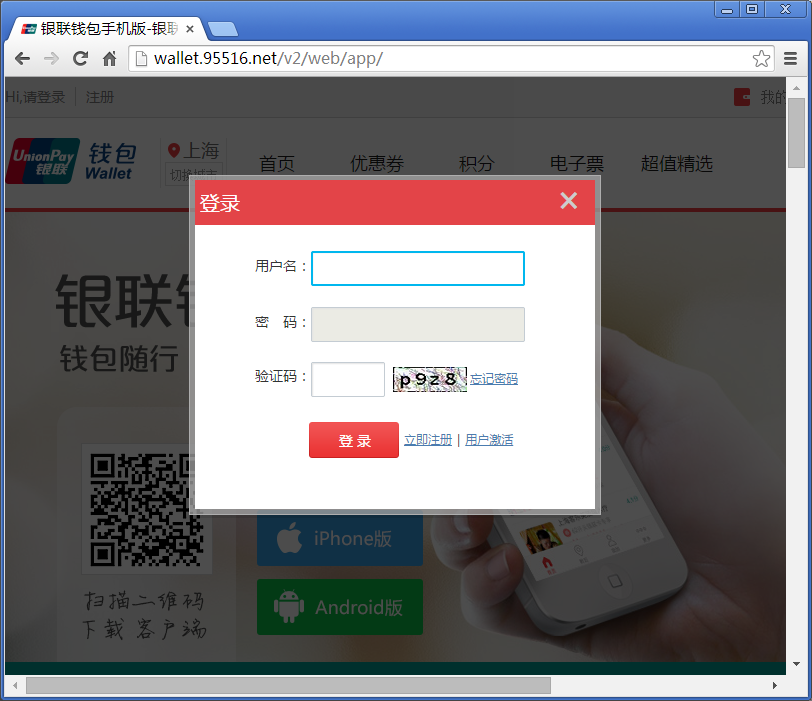 银联钱包手机版-银联
wallet.95516.net/v2/web/app/
Hi,请登录 注册 我的
UnionPay 银联 钱包 Wallet
上海
切换城市
首页 优惠券 积分 电子票 超值精选
登录
用户名：
密 码：
验证码： p9z8 忘记密码
登 录 立即注册 | 用户激活
银联钱
钱包随行
iPhone版
Android版
扫描二维码
下载 客户端